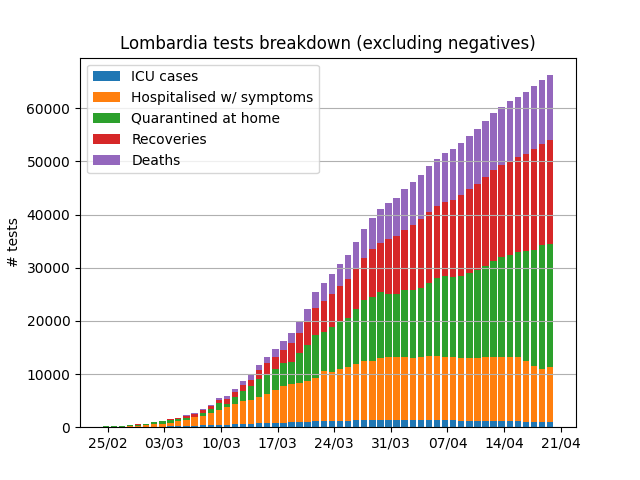 Lombardia tests breakdown (excluding negatives)
ICU cases
Hospitalised w/ symptoms
Quarantined at home
Recoveries
Deaths
# tests
60000
50000
40000
30000
20000
10000
0
25/02 03/03 10/03 17/03 24/03 31/03 07/04 14/04 21/04